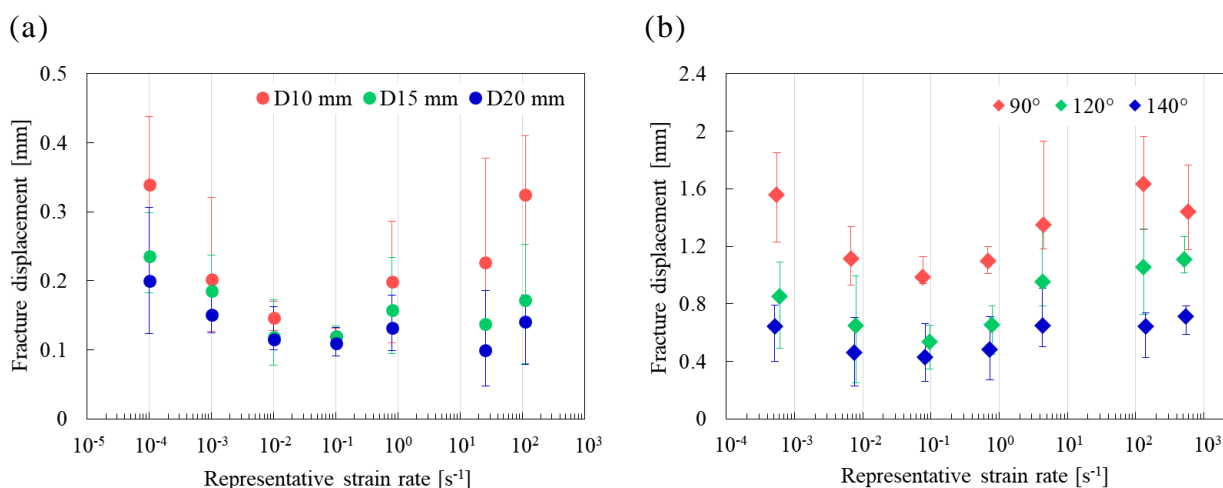 (a)
Fracture displacement [mm]
0.5
0.4
0.3
0.2
0.1
0
D10 mm D15 mm D20 mm
10⁻⁵ 10⁻⁴ 10⁻³ 10⁻² 10⁻¹ 10⁰ 10¹ 10² 10³
Representative strain rate [s⁻¹]
(b)
Fracture displacement [mm]
2.4
2
1.6
1.2
0.8
0.4
0
90° 120° 140°
10⁻⁴ 10⁻³ 10⁻² 10⁻¹ 10⁰ 10¹ 10² 10³
Representative strain rate [s⁻¹]